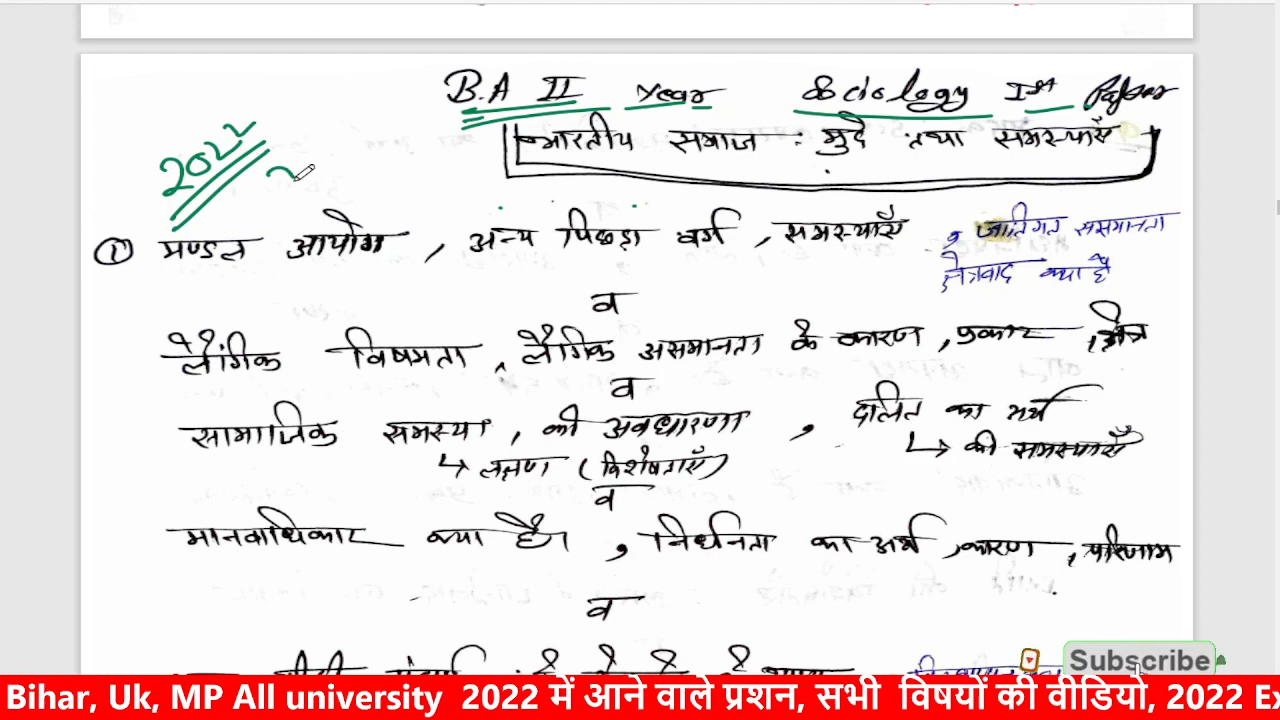 B.A II Year Sociology Ist Paper
भारतीय समाज : मुद्दे तथा समस्याएँ
2022
① मण्डल आयोग , अन्य पिछड़ा वर्ग , समस्याएँ , जातिगत असमानता
क्षेत्रवाद क्या है
व
लैंगिक विषमता , लैंगिक असमानता के कारण , प्रकार , क्षेत्र
व
सामाजिक समस्या , की अवधारणा , दलित का अर्थ
↳ लक्षण (विशेषताएँ) ↳ की समस्याएँ
व
मानवाधिकार क्या है। , निर्धनता का अर्थ , कारण , परिणाम
व
Subscribe
Bihar, Uk, MP All university 2022 में आने वाले प्रशन, सभी विषयों की वीडियो, 2022 Ex